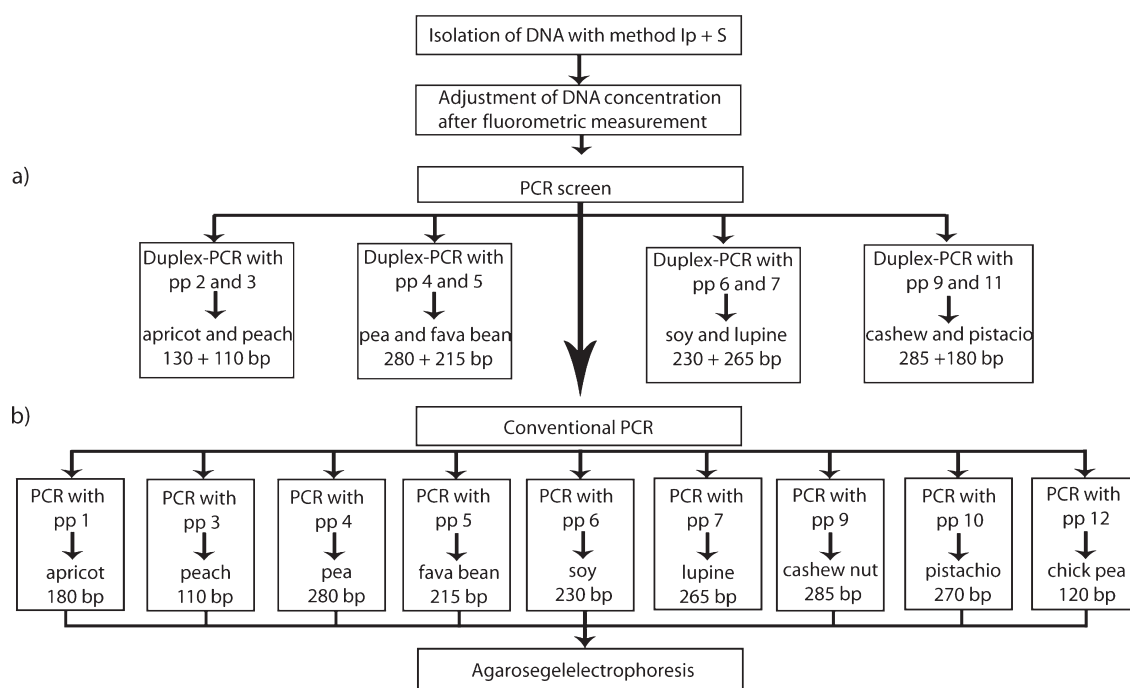 Isolation of DNA with method Ip + S
Adjustment of DNA concentration
after fluorometric measurement
a)
PCR screen
Duplex-PCR with
pp 2 and 3
apricot and peach
130 + 110 bp
Duplex-PCR with
pp 4 and 5
pea and fava bean
280 + 215 bp
Duplex-PCR with
pp 6 and 7
soy and lupine
230 + 265 bp
Duplex-PCR with
pp 9 and 11
cashew and pistacio
285 +180 bp
b)
Conventional PCR
PCR with
pp 1
apricot
180 bp
PCR with
pp 3
peach
110 bp
PCR with
pp 4
pea
280 bp
PCR with
pp 5
fava bean
215 bp
PCR with
pp 6
soy
230 bp
PCR with
pp 7
lupine
265 bp
PCR with
pp 9
cashew nut
285 bp
PCR with
pp 10
pistachio
270 bp
PCR with
pp 12
chick pea
120 bp
Agarosegelelectrophoresis